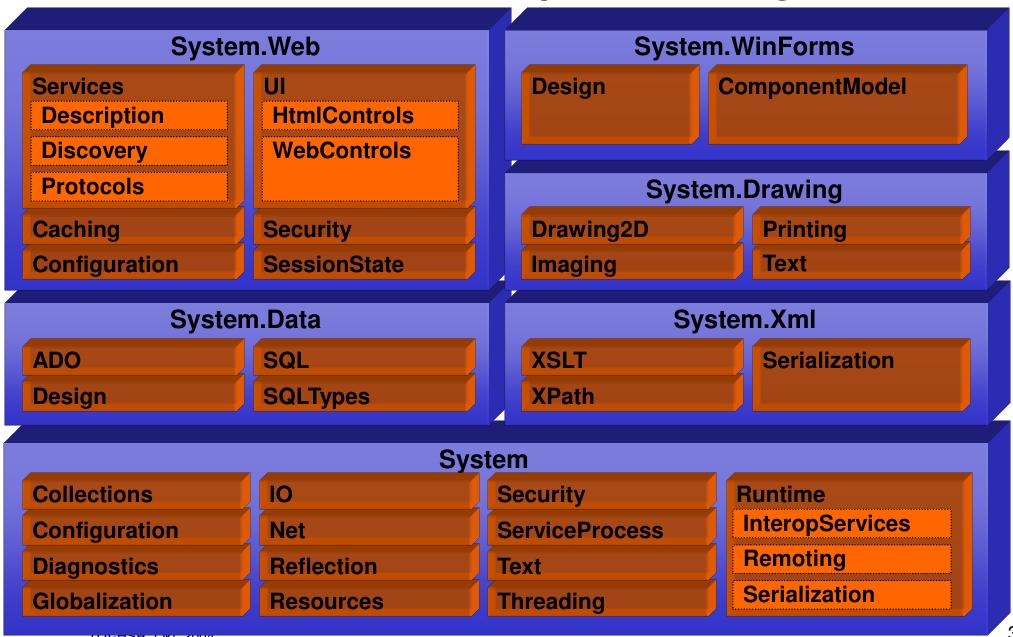 System.Web
Services
Description
Discovery
Protocols
UI
HtmlControls
WebControls
Caching
Security
Configuration
SessionState
System.WinForms
Design
ComponentModel
System.Drawing
Drawing2D
Printing
Imaging
Text
System.Data
ADO
SQL
Design
SQLTypes
System.Xml
XSLT
Serialization
XPath
System
Collections
IO
Security
Runtime
Configuration
Net
ServiceProcess
InteropServices
Diagnostics
Reflection
Text
Remoting
Globalization
Resources
Threading
Serialization